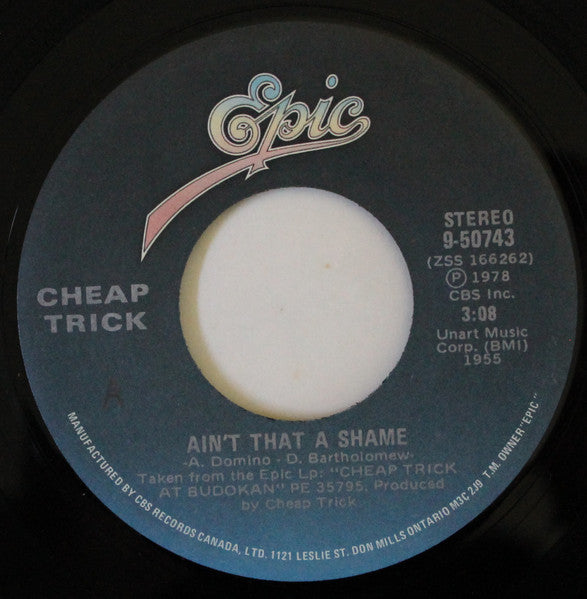 Epic
STEREO
9-50743
(ZSS 166262)
Ⓟ 1978
CBS Inc.
3:08
Unart Music
Corp. (BMI)
1955
CHEAP
TRICK
AIN'T THAT A SHAME
-A. Domino - D. Bartholomew-
Taken from the Epic Lp: "CHEAP TRICK
AT BUDOKAN" PE 35795. Produced
by Cheap Trick
MANUFACTURED BY CBS RECORDS CANADA, LTD. 1121 LESLIE ST. DON MILLS ONTARIO M3C 2J9 T.M. OWNER "EPIC"